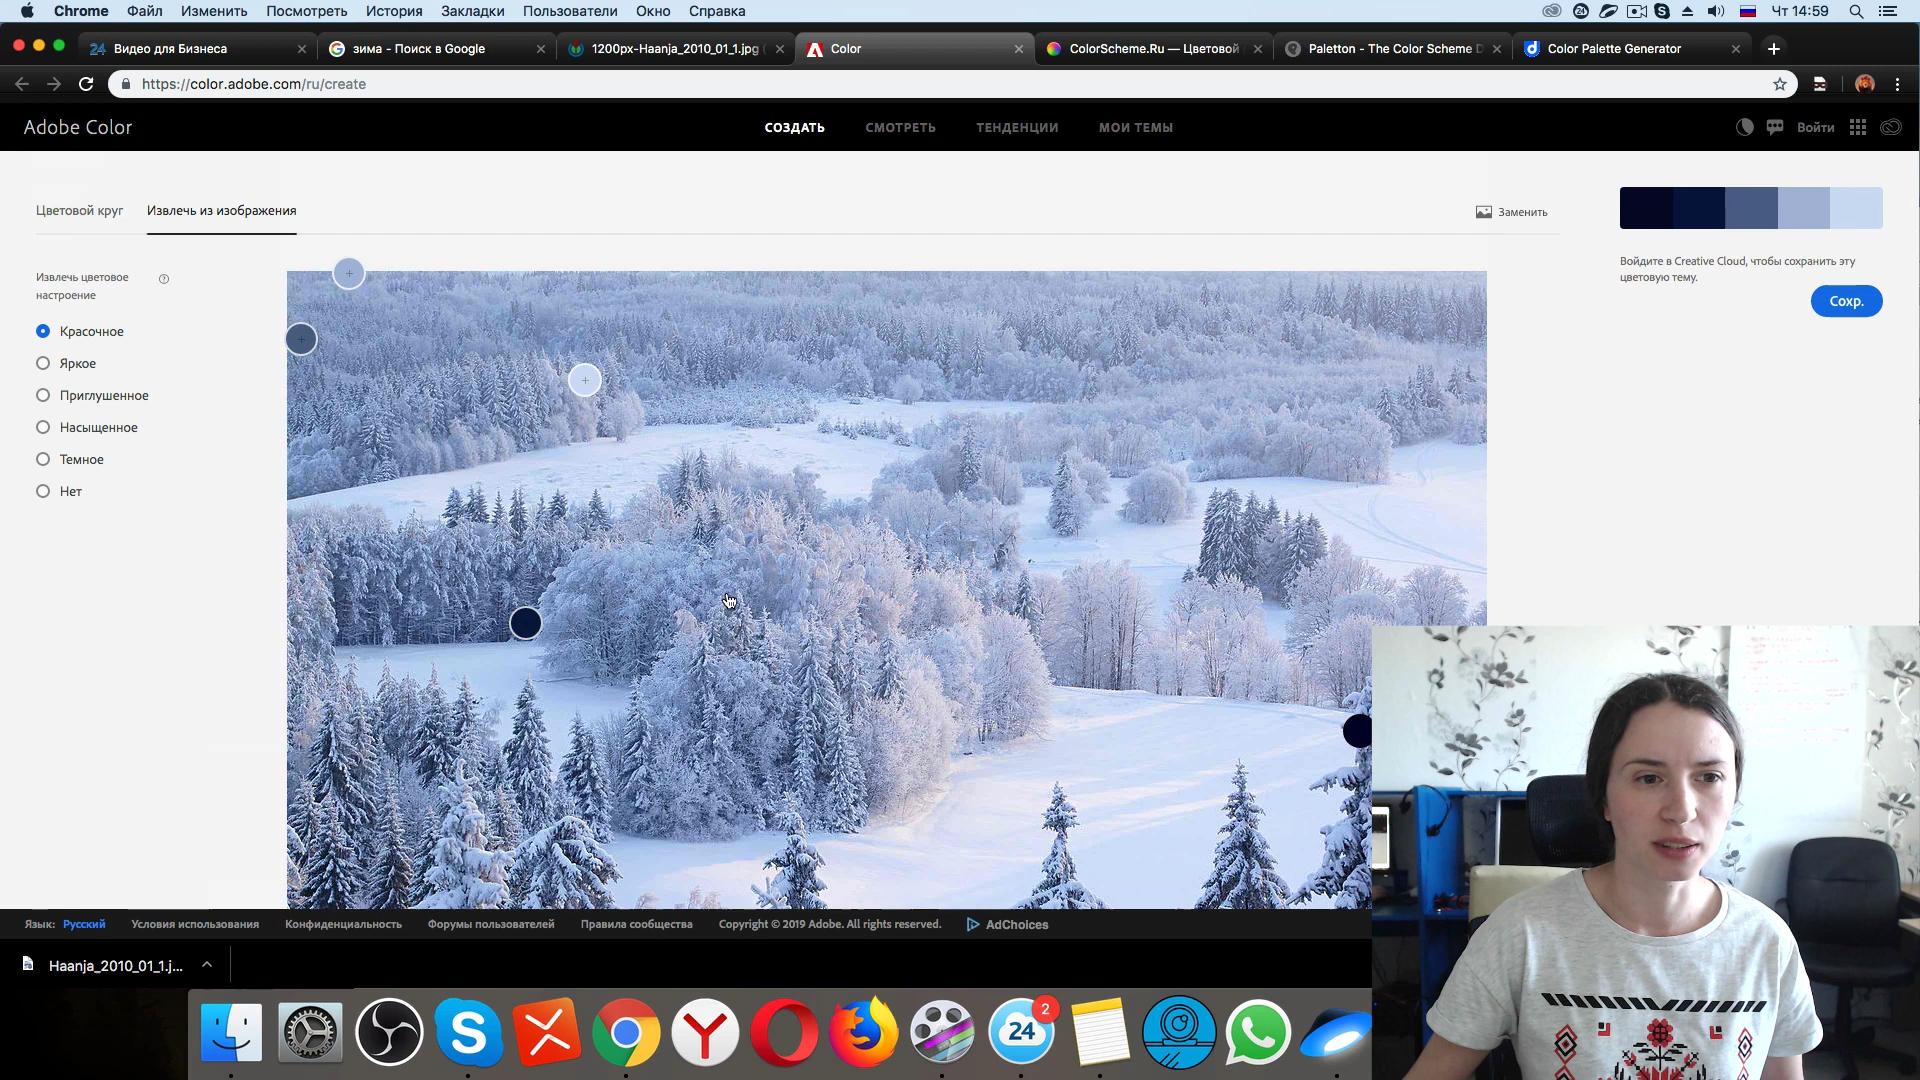 Chrome Файл Изменить Посмотреть История Закладки Пользователи Окно Справка Чт 14:59
24 Видео для Бизнеса
зима - Поиск в Google
1200px-Haanja_2010_01_1.jpg
Color
ColorScheme.Ru — Цветовой
Paletton - The Color Scheme D
Color Palette Generator
https://color.adobe.com/ru/create
Adobe Color
СОЗДАТЬ СМОТРЕТЬ ТЕНДЕНЦИИ МОИ ТЕМЫ
Войти
Цветовой круг Извлечь из изображения
Заменить
Войдите в Creative Cloud, чтобы сохранить эту
цветовую тему.
Сохр.
Извлечь цветовое
настроение
Красочное
Яркое
Приглушенное
Насыщенное
Темное
Нет
Язык: Русский Условия использования Конфиденциальность Форумы пользователей Правила сообщества Copyright © 2019 Adobe. All rights reserved. AdChoices
Haanja_2010_01_1.j...
24
2